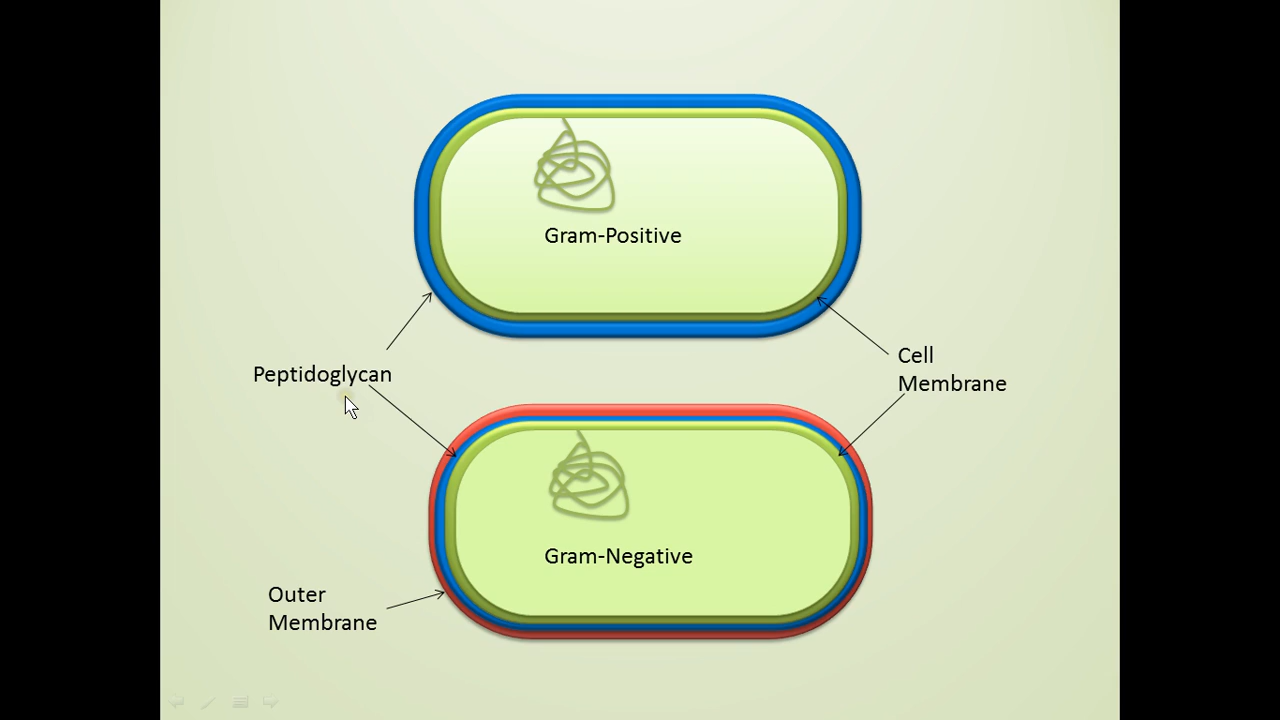 Gram-Positive
Peptidoglycan
Cell
Membrane
Gram-Negative
Outer
Membrane